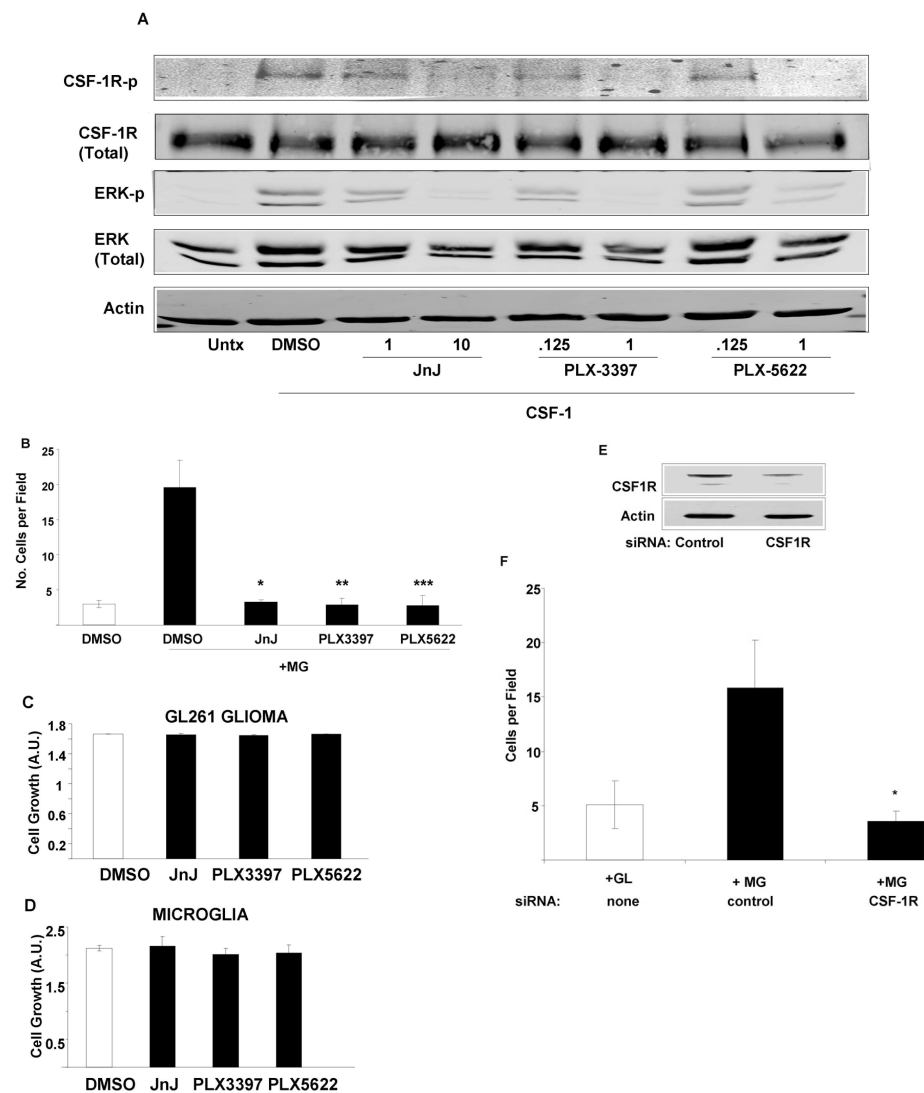 A
CSF-1R-p
CSF-1R
(Total)
ERK-p
ERK
(Total)
Actin
Untx DMSO 1 10 .125 1 .125 1
JnJ PLX-3397 PLX-5622
CSF-1
B
No. Cells per Field
25
20
15
10
5
* ** ***
DMSO DMSO JnJ PLX3397 PLX5622
+MG
C
GL261 GLIOMA
Cell Growth (A.U.)
1.8
1.4
1
0.6
0.2
DMSO JnJ PLX3397 PLX5622
D
MICROGLIA
Cell Growth (A.U.)
2.5
1.5
0.5
DMSO JnJ PLX3397 PLX5622
E
CSF1R
Actin
siRNA: Control CSF1R
F
Cells per Field
25
20
15
10
5
*
+GL + MG +MG
siRNA: none control CSF-1R